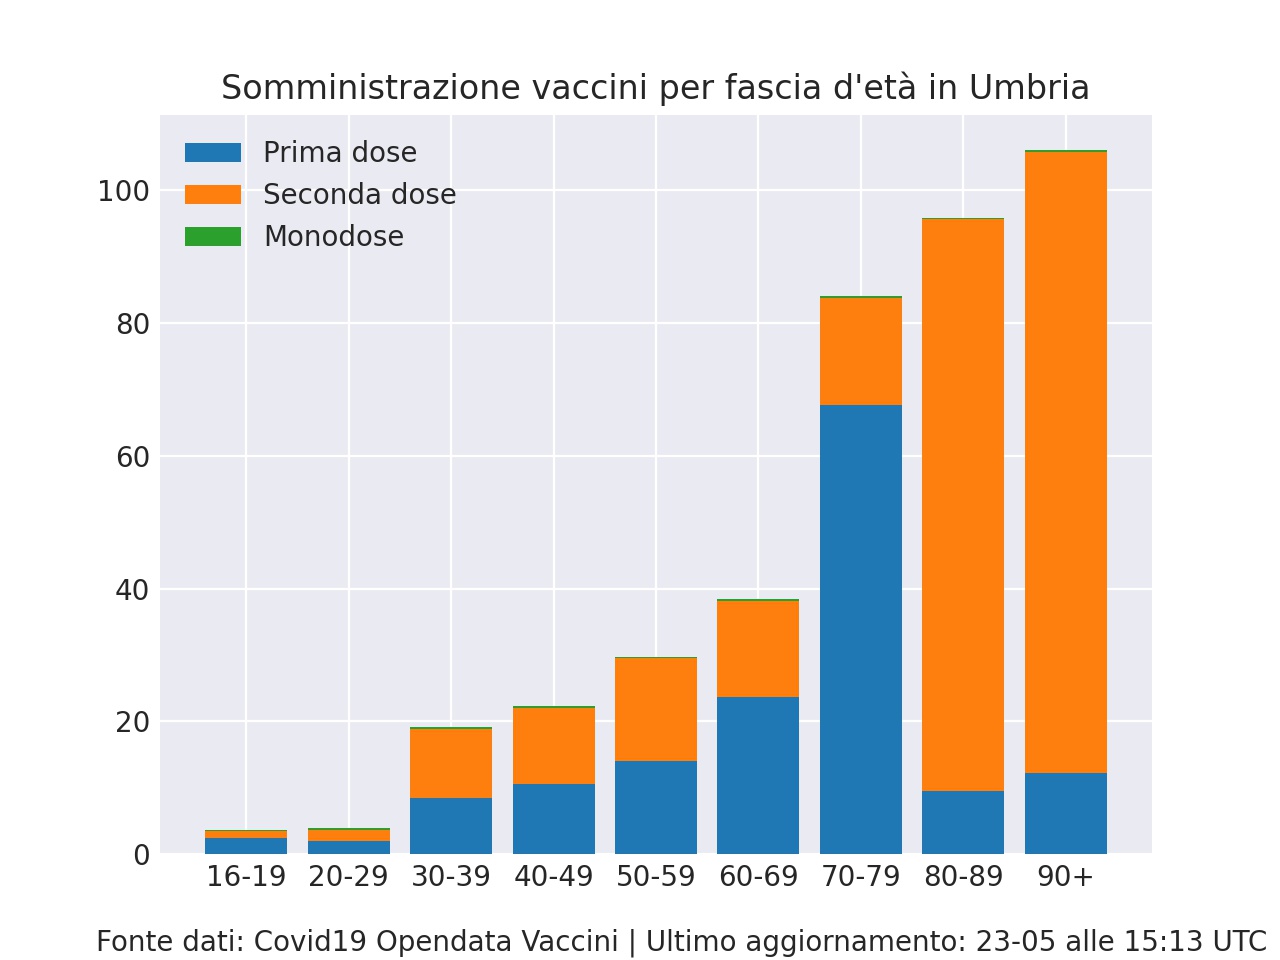 Somministrazione vaccini per fascia d'età in Umbria
Prima dose
Seconda dose
Monodose
100
80
60
40
20
0
16-19 20-29 30-39 40-49 50-59 60-69 70-79 80-89 90+
Fonte dati: Covid19 Opendata Vaccini | Ultimo aggiornamento: 23-05 alle 15:13 UTC